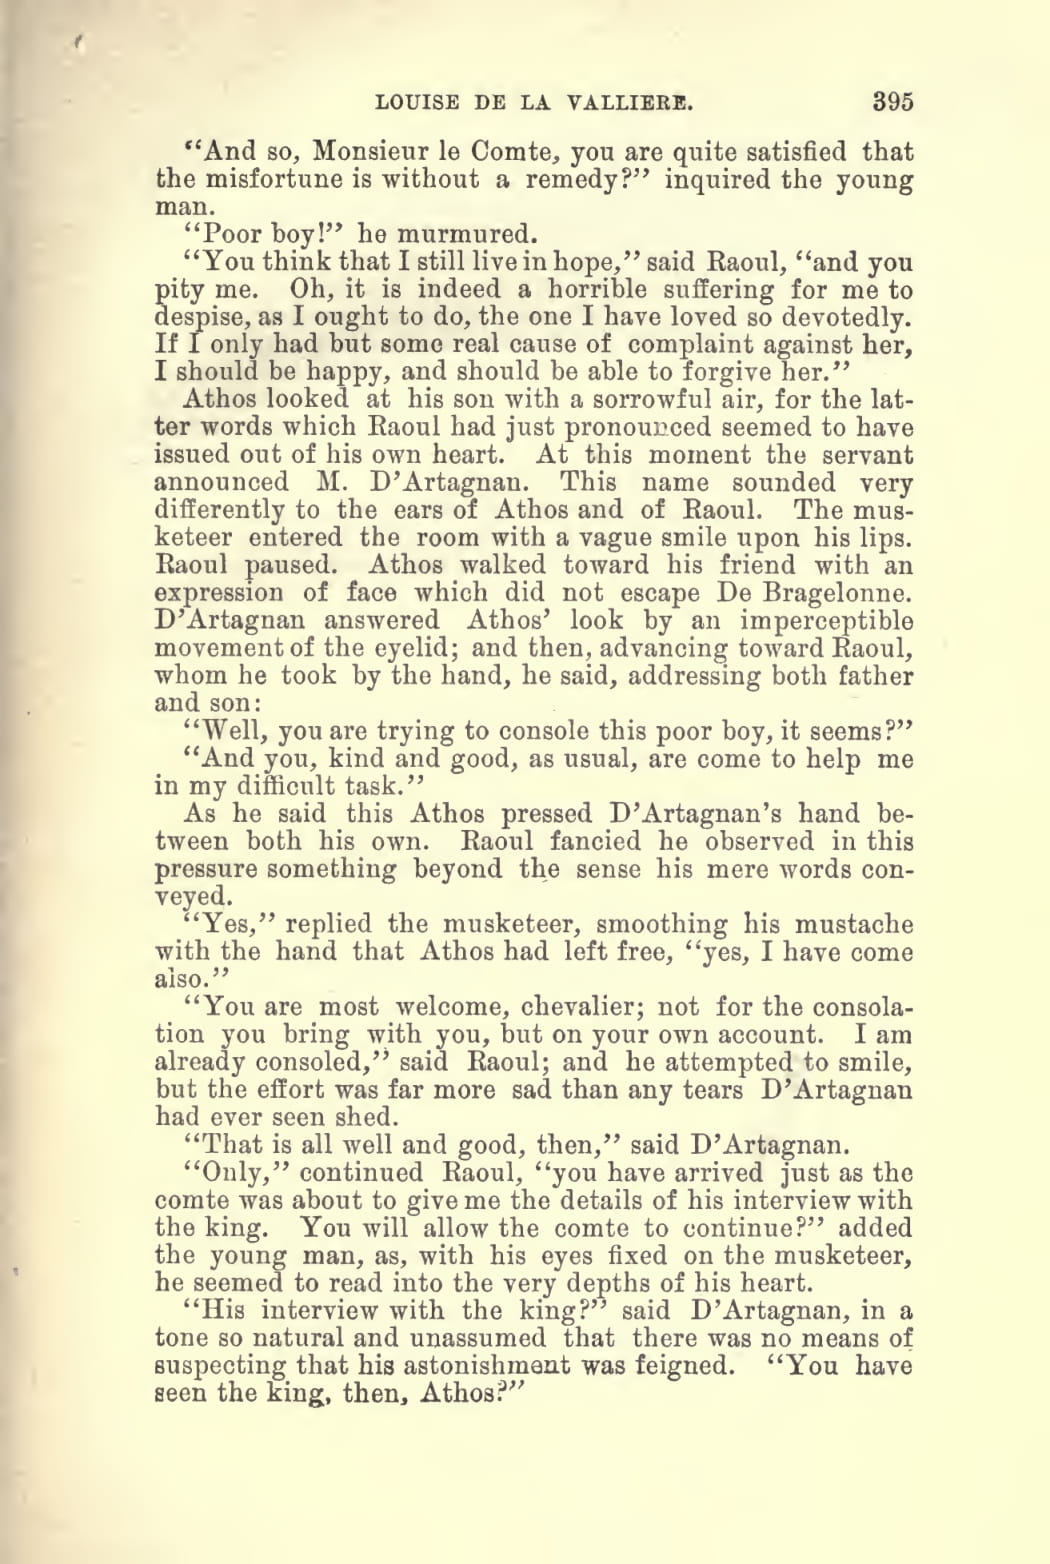 LOUISE DE LA VALLIERE. 395
“And so, Monsieur le Comte, you are quite satisfied that
the misfortune is without a remedy?” inquired the young
man.
“Poor boy!” he murmured.
“You think that I still live in hope,” said Raoul, “and you
pity me. Oh, it is indeed a horrible suffering for me to
despise, as I ought to do, the one I have loved so devotedly.
If I only had but some real cause of complaint against her,
I should be happy, and should be able to forgive her.”
Athos looked at his son with a sorrowful air, for the lat-
ter words which Raoul had just pronounced seemed to have
issued out of his own heart. At this moment the servant
announced M. D’Artagnan. This name sounded very
differently to the ears of Athos and of Raoul. The mus-
keteer entered the room with a vague smile upon his lips.
Raoul paused. Athos walked toward his friend with an
expression of face which did not escape De Bragelonne.
D’Artagnan answered Athos’ look by an imperceptible
movement of the eyelid; and then, advancing toward Raoul,
whom he took by the hand, he said, addressing both father
and son:
“Well, you are trying to console this poor boy, it seems?”
“And you, kind and good, as usual, are come to help me
in my difficult task.”
As he said this Athos pressed D’Artagnan’s hand be-
tween both his own. Raoul fancied he observed in this
pressure something beyond the sense his mere words con-
veyed.
“Yes,” replied the musketeer, smoothing his mustache
with the hand that Athos had left free, “yes, I have come
also.”
“You are most welcome, chevalier; not for the consola-
tion you bring with you, but on your own account. I am
already consoled,” said Raoul; and he attempted to smile,
but the effort was far more sad than any tears D’Artagnan
had ever seen shed.
“That is all well and good, then,” said D’Artagnan.
“Only,” continued Raoul, “you have arrived just as the
comte was about to give me the details of his interview with
the king. You will allow the comte to continue?” added
the young man, as, with his eyes fixed on the musketeer,
he seemed to read into the very depths of his heart.
“His interview with the king?” said D’Artagnan, in a
tone so natural and unassumed that there was no means of
suspecting that his astonishment was feigned. “You have
seen the king, then, Athos?”